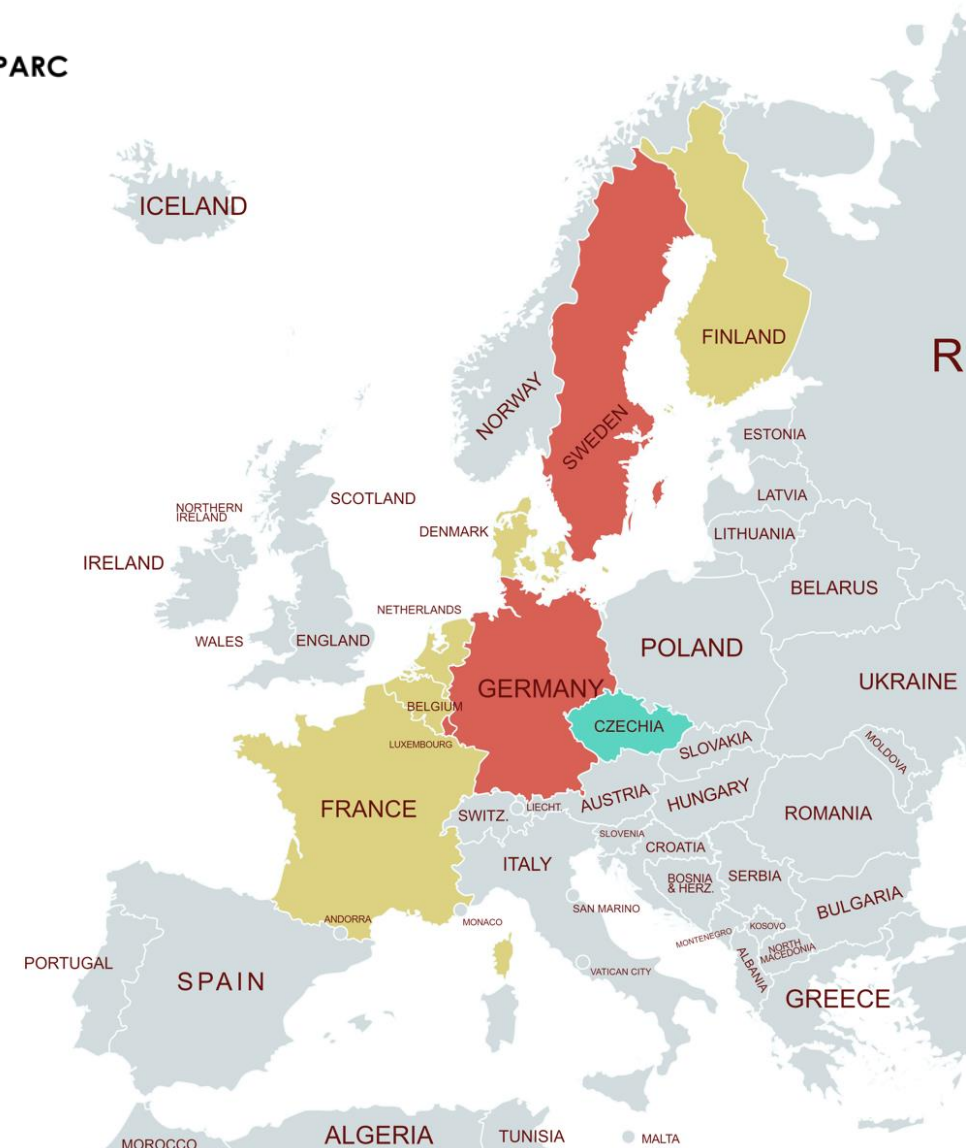 PARC
ICELAND
R
FINLAND
NORWAY
SWEDEN
ESTONIA
SCOTLAND
LATVIA
NORTHERN
IRELAND
DENMARK
LITHUANIA
IRELAND
BELARUS
NETHERLANDS
WALES
ENGLAND
POLAND
UKRAINE
GERMANY
BELGIUM
CZECHIA
LUXEMBOURG
SLOVAKIA
MOLDOVA
FRANCE
SWITZ.
LIECHT.
AUSTRIA
HUNGARY
ROMANIA
SLOVENIA
CROATIA
ITALY
BOSNIA
& HERZ.
SERBIA
BULGARIA
SAN MARINO
ANDORRA
MONACO
KOSOVO
MONTENEGRO
NORTH
MACEDONIA
ALBANIA
PORTUGAL
SPAIN
VATICAN CITY
GREECE
MOROCCO
ALGERIA
TUNISIA
MALTA